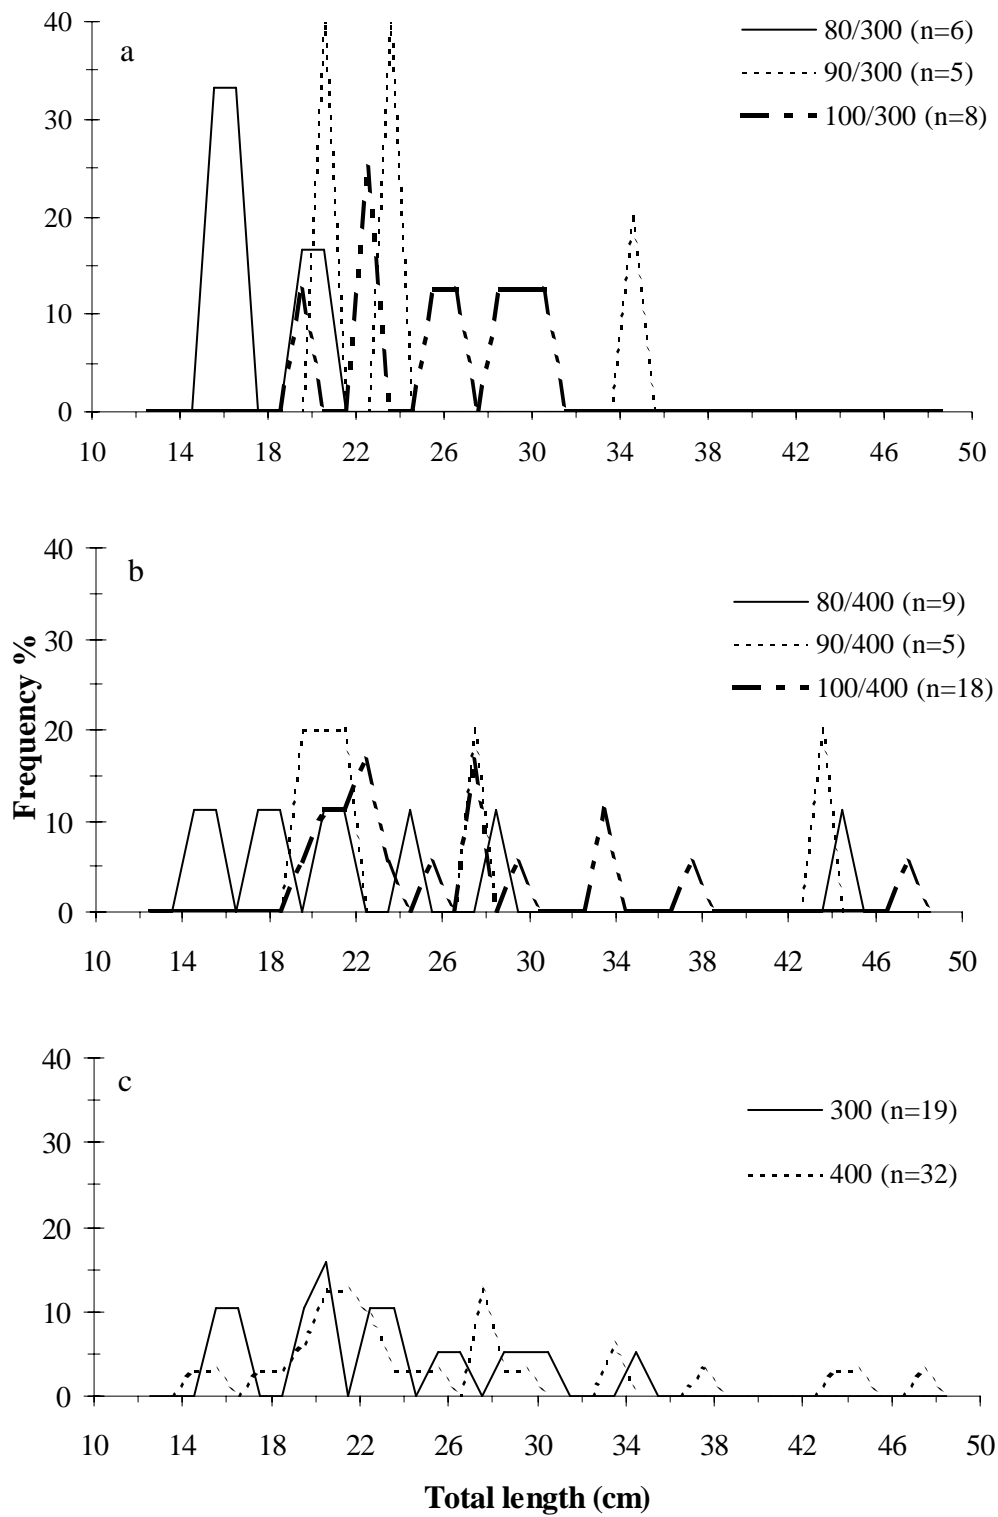 a
80/300 (n=6)
90/300 (n=5)
100/300 (n=8)
40
30
20
10
0
10 14 18 22 26 30 34 38 42 46 50
b
80/400 (n=9)
90/400 (n=5)
100/400 (n=18)
40
30
20
10
0
Frequency %
10 14 18 22 26 30 34 38 42 46 50
c
300 (n=19)
400 (n=32)
40
30
20
10
0
10 14 18 22 26 30 34 38 42 46 50
Total length (cm)